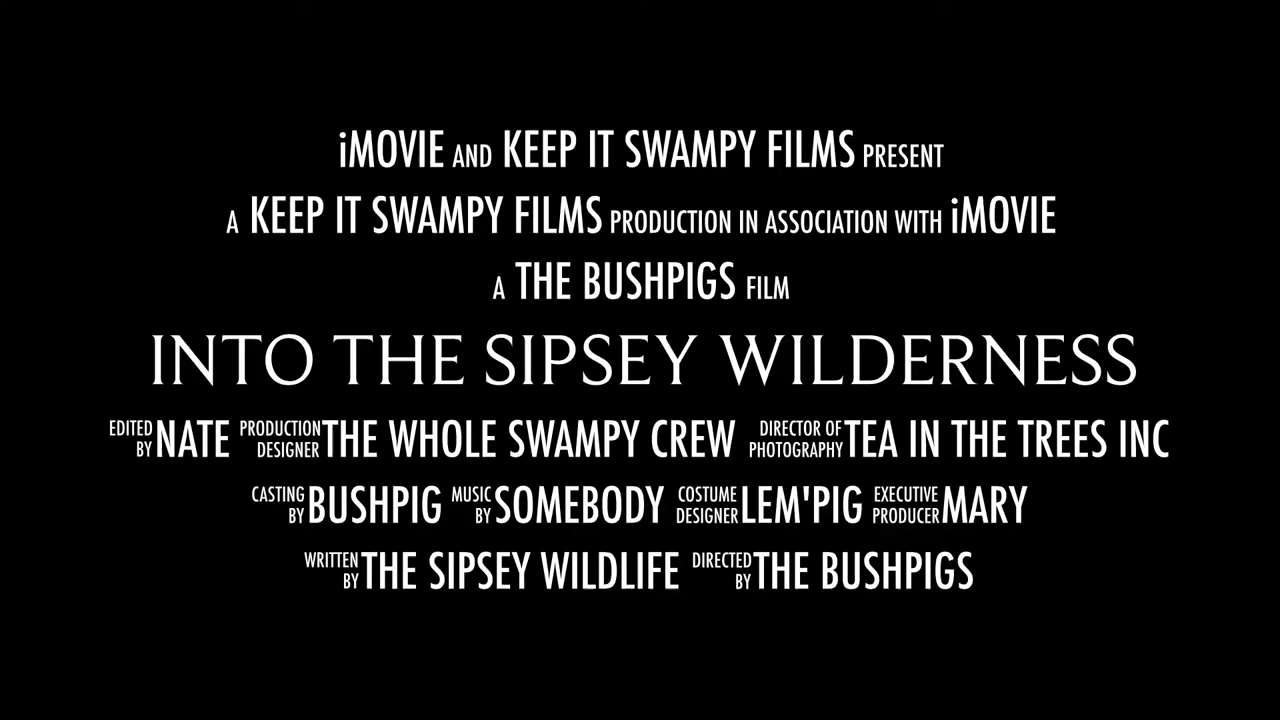 iMOVIE AND KEEP IT SWAMPY FILMS PRESENT
A KEEP IT SWAMPY FILMS PRODUCTION IN ASSOCIATION WITH iMOVIE
A THE BUSHPIGS FILM
INTO THE SIPSEY WILDERNESS
EDITED BY NATE PRODUCTION DESIGNER THE WHOLE SWAMPY CREW DIRECTOR OF PHOTOGRAPHY TEA IN THE TREES INC
CASTING BY BUSHPIG MUSIC BY SOMEBODY COSTUME DESIGNER LEM'PIG EXECUTIVE PRODUCER MARY
WRITTEN BY THE SIPSEY WILDLIFE DIRECTED BY THE BUSHPIGS